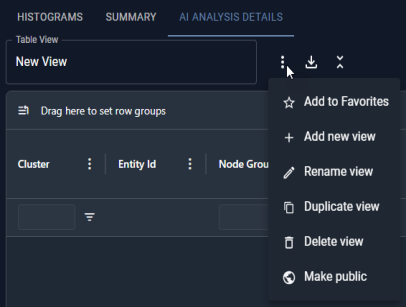 HISTOGRAMS SUMMARY AI ANALYSIS DETAILS
Table View
New View
Add to Favorites
Drag here to set row groups
Add new view
Cluster Entity Id Node Grou
Rename view
Duplicate view
Delete view
Make public